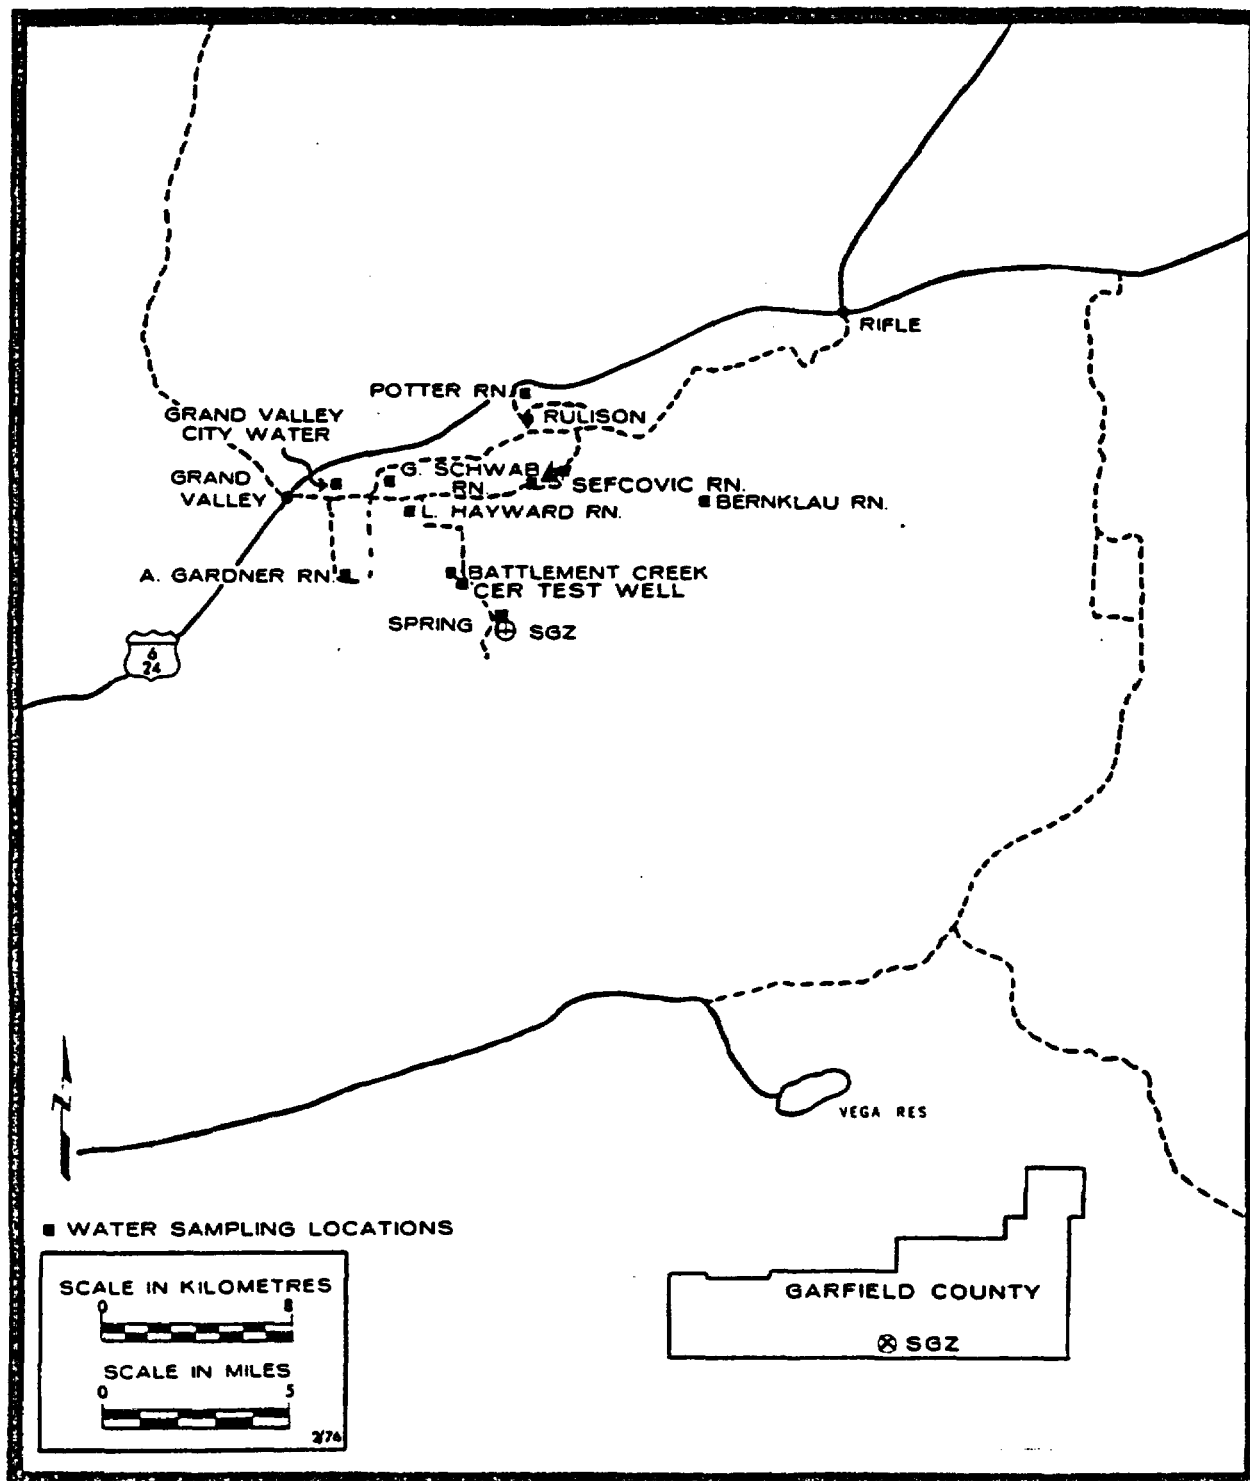 RIFLE
POTTER RN.
RULISON
GRAND VALLEY
CITY WATER
GRAND
VALLEY
G. SCHWAB
RN.
SEFCOVIC RN.
BERNKLAU RN.
L. HAYWARD RN.
A. GARDNER RN.
BATTLEMENT CREEK
CER TEST WELL
SPRING
SGZ
6
24
VEGA RES
N
WATER SAMPLING LOCATIONS
SCALE IN KILOMETRES
0 8
SCALE IN MILES
0 5
2/76
GARFIELD COUNTY
SGZ